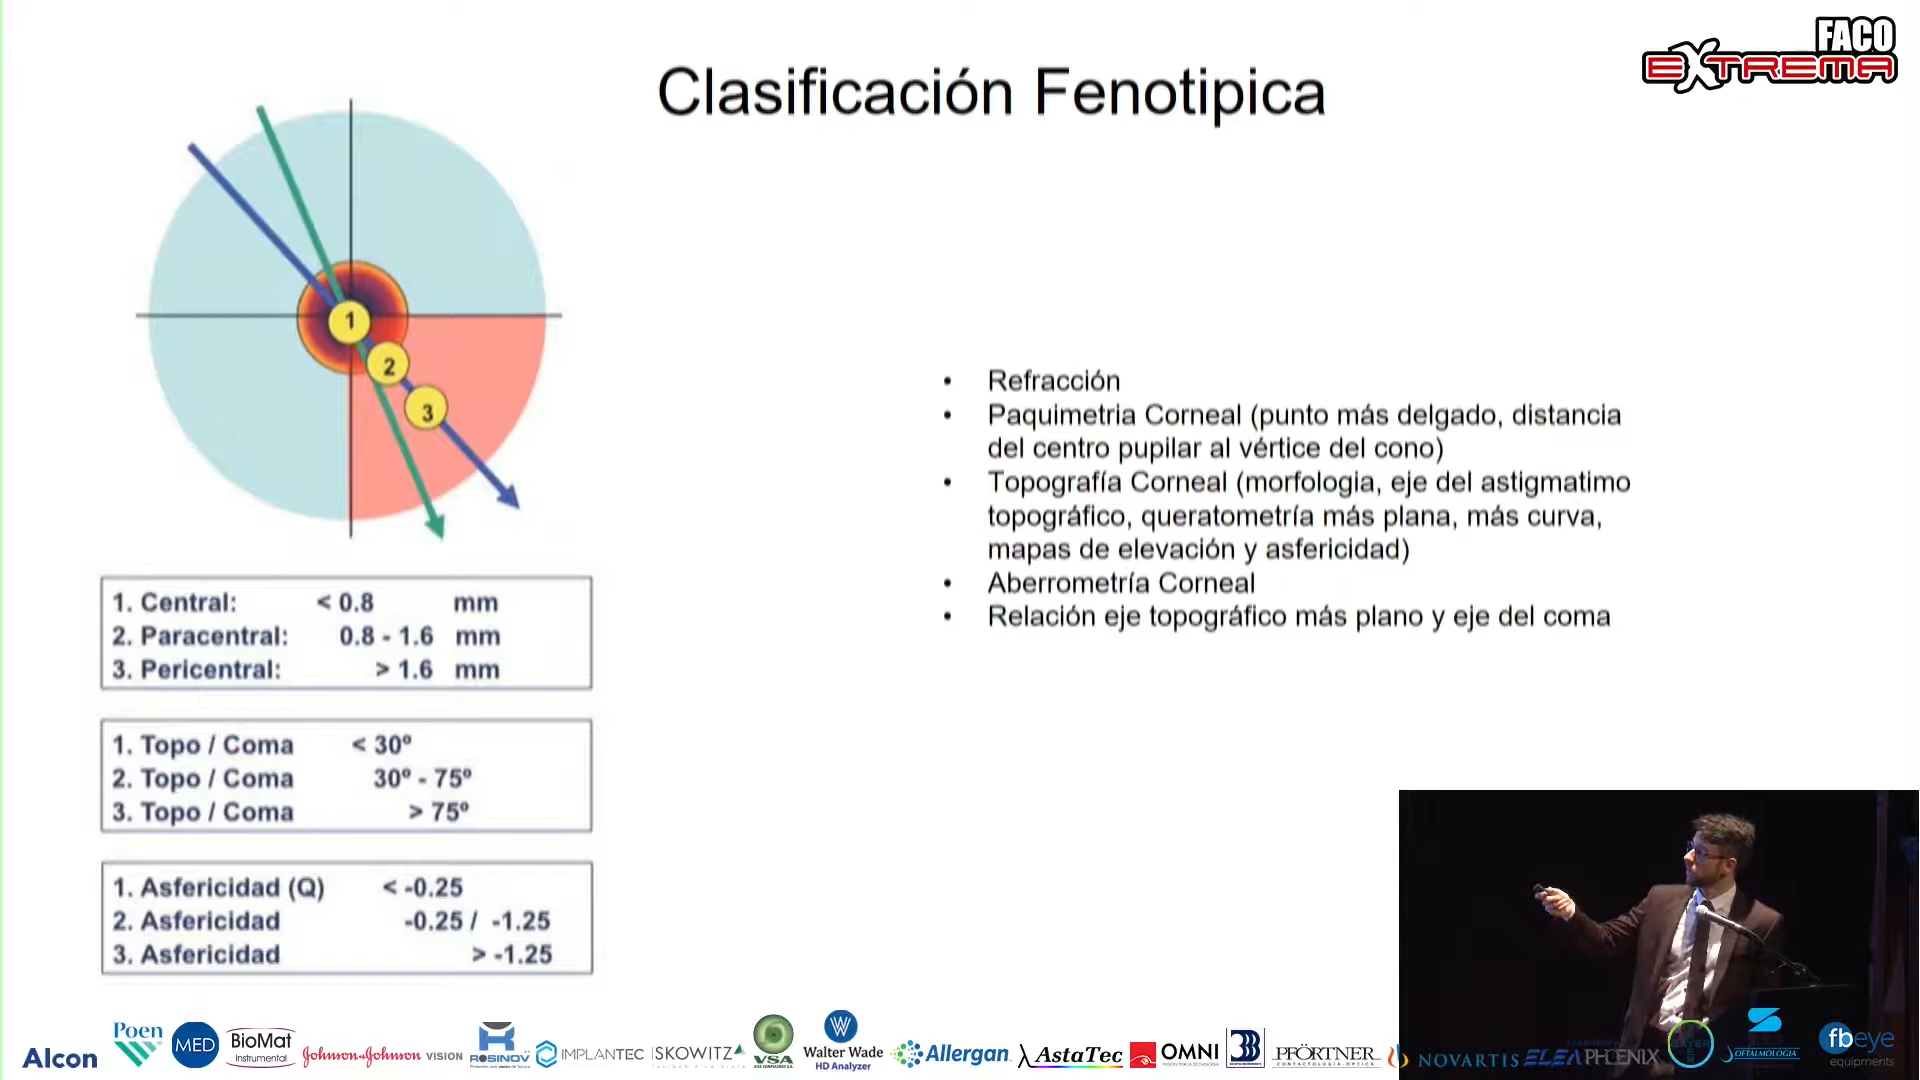 FACO
EXTREMA
Clasificación Fenotipica
1
2
3
• Refracción
• Paquimetria Corneal (punto más delgado, distancia
del centro pupilar al vértice del cono)
• Topografía Corneal (morfologia, eje del astigmatimo
topográfico, queratometría más plana, más curva,
mapas de elevación y asfericidad)
• Aberrometría Corneal
• Relación eje topográfico más plano y eje del coma
1. Central: < 0.8 mm
2. Paracentral: 0.8 - 1.6 mm
3. Pericentral: > 1.6 mm
1. Topo / Coma < 30º
2. Topo / Coma 30º - 75º
3. Topo / Coma > 75º
1. Asfericidad (Q) < -0.25
2. Asfericidad -0.25 / -1.25
3. Asfericidad > -1.25
Alcon
Poen
MED
BioMat
Instrumental
Johnson & Johnson VISION
ROSINOV
IMPLANTEC
ISKOWITZ
VSA
Walter Wade
HD Analyzer
Allergan
AstaTec
OMNI
PFÖRTNER
CONTACTOLOGIA-OPTICA
NOVARTIS
ELEA PHOENIX
BAYER
OFTALMOLOGIA
fbeye
equipments